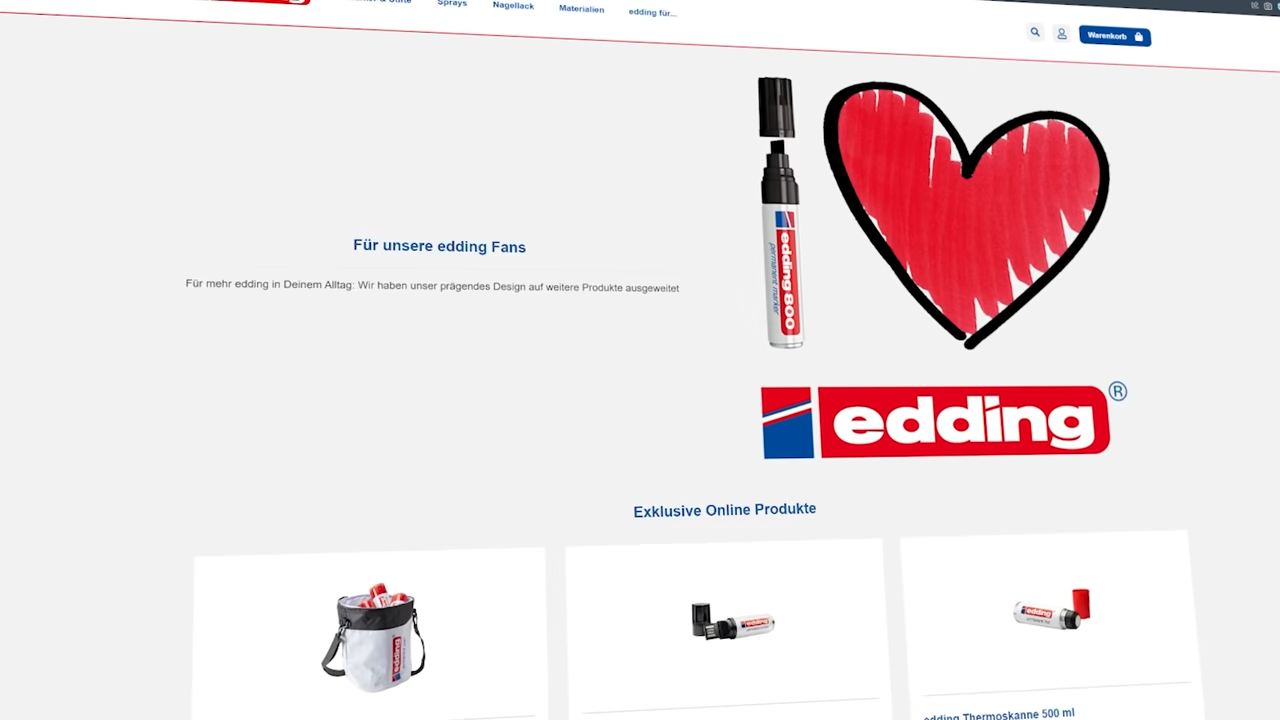 Sprays
Nagellack
Materialien
edding für...
Warenkorb
edding 800
permanent marker
Für unsere edding Fans
Für mehr edding in Deinem Alltag: Wir haben unser prägendes Design auf weitere Produkte ausgeweitet
edding®
Exklusive Online Produkte
edding
edding
edding
edding Thermoskanne 500 ml